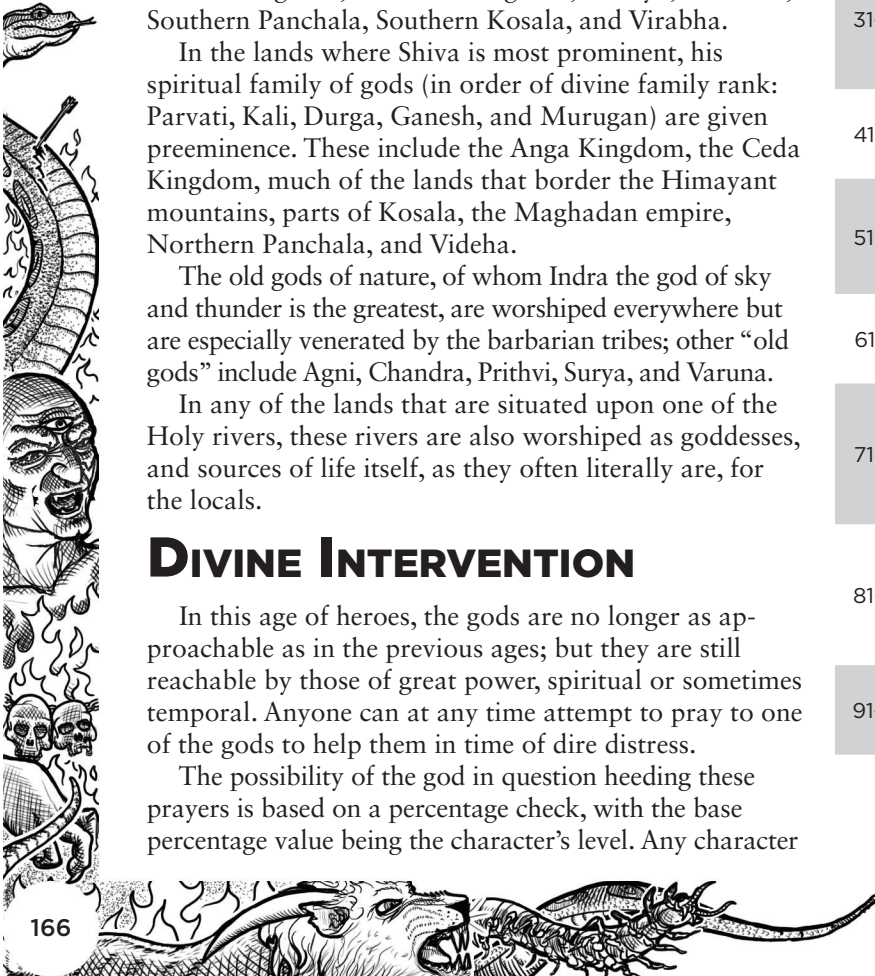 Southern Panchala, Southern Kosala, and Virabha.
In the lands where Shiva is most prominent, his
spiritual family of gods (in order of divine family rank:
Parvati, Kali, Durga, Ganesh, and Murugan) are given
preeminence. These include the Anga Kingdom, the Ceda
Kingdom, much of the lands that border the Himayant
mountains, parts of Kosala, the Maghadan empire,
Northern Panchala, and Videha.
The old gods of nature, of whom Indra the god of sky
and thunder is the greatest, are worshiped everywhere but
are especially venerated by the barbarian tribes; other “old
gods” include Agni, Chandra, Prithvi, Surya, and Varuna.
In any of the lands that are situated upon one of the
Holy rivers, these rivers are also worshiped as goddesses,
and sources of life itself, as they often literally are, for
the locals.
Divine Intervention
In this age of heroes, the gods are no longer as ap-
proachable as in the previous ages; but they are still
reachable by those of great power, spiritual or sometimes
temporal. Anyone can at any time attempt to pray to one
of the gods to help them in time of dire distress.
The possibility of the god in question heeding these
prayers is based on a percentage check, with the base
percentage value being the character’s level. Any character
166
31
41
51
61
71
81
91